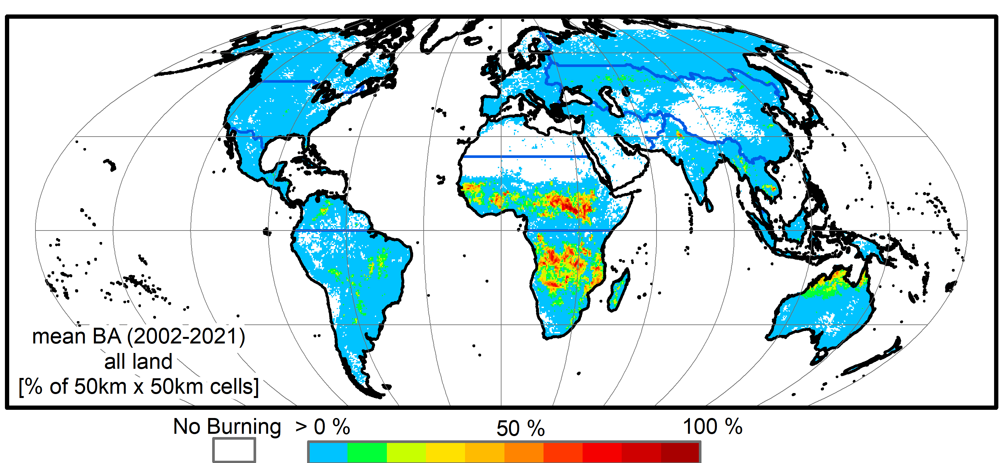 mean BA (2002-2021)
all land
[% of 50km x 50km cells]
No Burning > 0 % 50 % 100 %